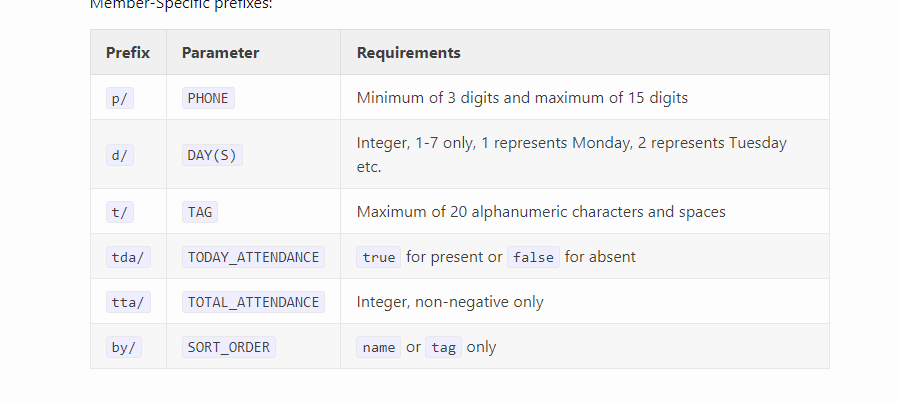 Member-Specific prefixes:
Prefix Parameter Requirements
p/ PHONE Minimum of 3 digits and maximum of 15 digits
d/ DAY(S) Integer, 1-7 only, 1 represents Monday, 2 represents Tuesday
etc.
t/ TAG Maximum of 20 alphanumeric characters and spaces
tda/ TODAY_ATTENDANCE true for present or false for absent
tta/ TOTAL_ATTENDANCE Integer, non-negative only
by/ SORT_ORDER name or tag only